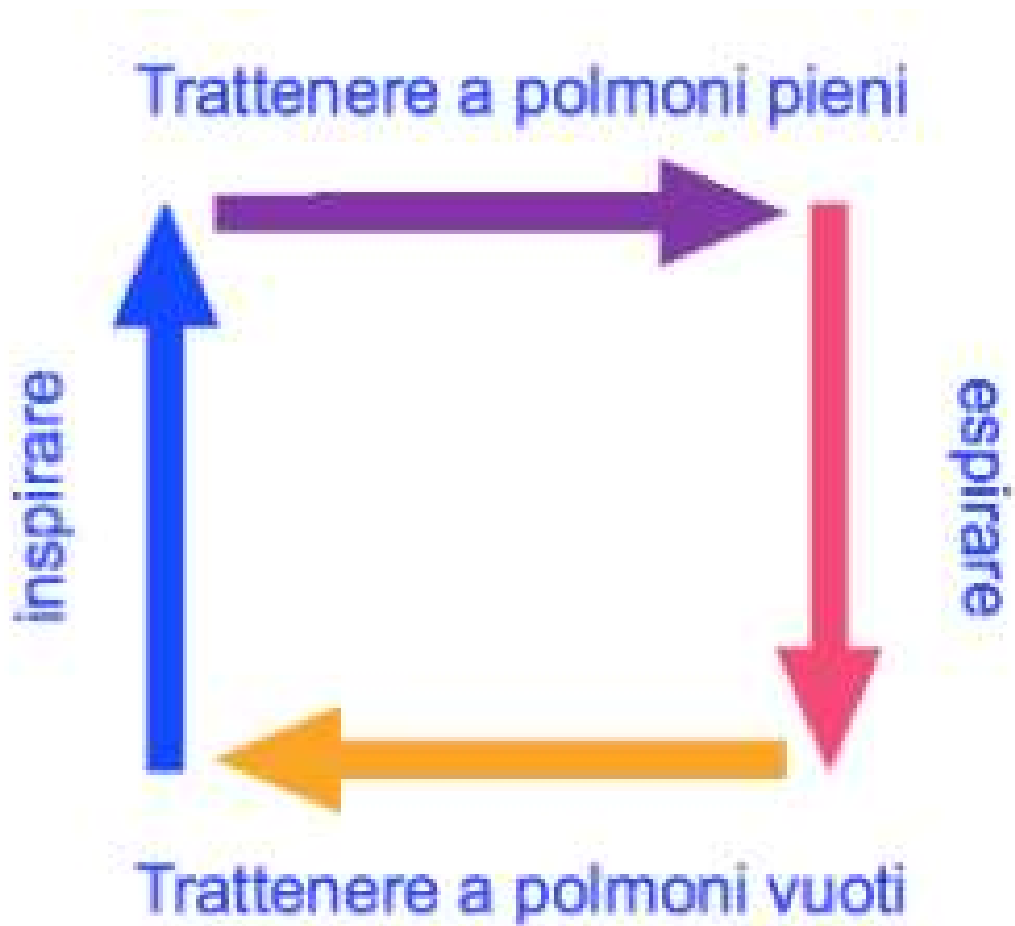 Trattenere a polmoni pieni
inspirare
espirare
Trattenere a polmoni vuoti